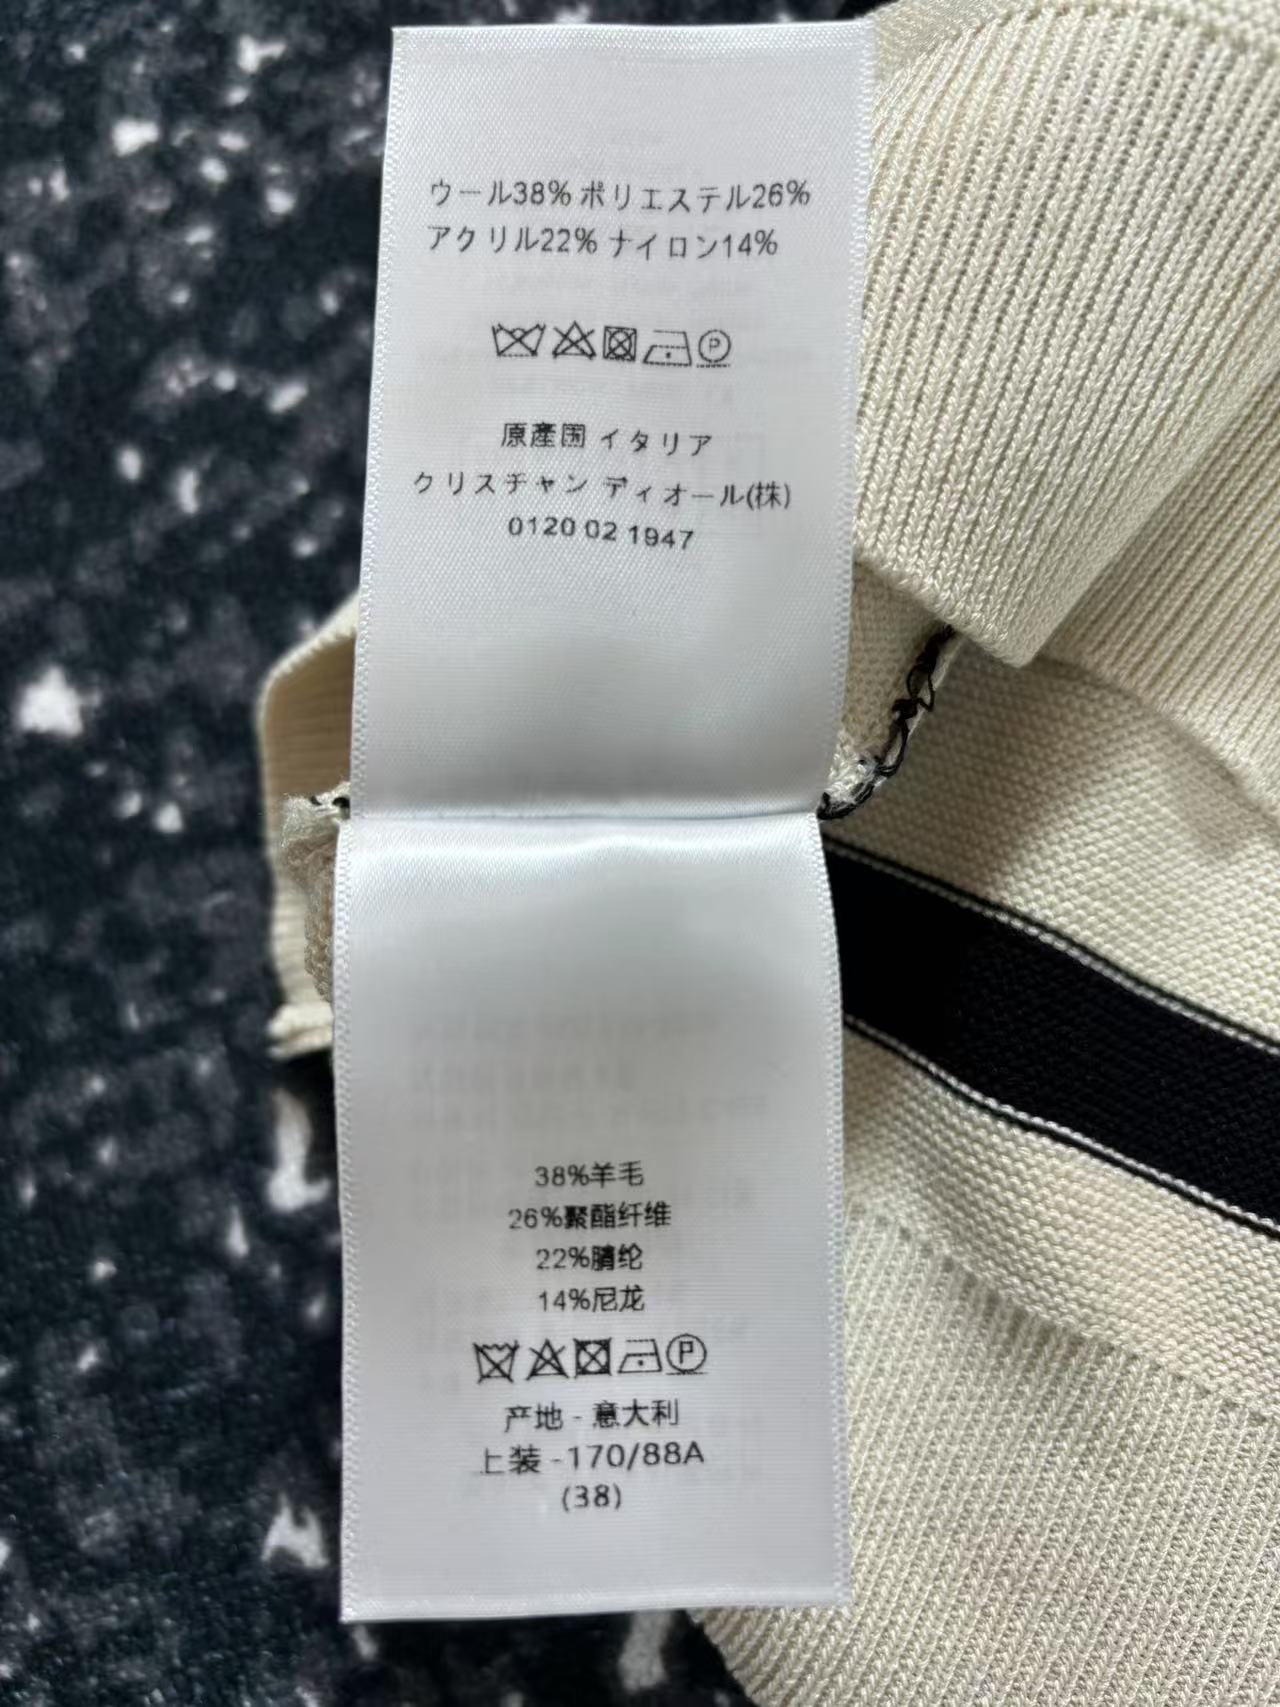 ウール38% ポリエステル26%
アクリル22% ナイロン14%
P
原産国 イタリア
クリスチャン ディオール(株)
0120 02 1947
38%羊毛
26%聚酯纤维
22%腈纶
14%尼龙
P
产地 - 意大利
上装 -170/88A
(38)